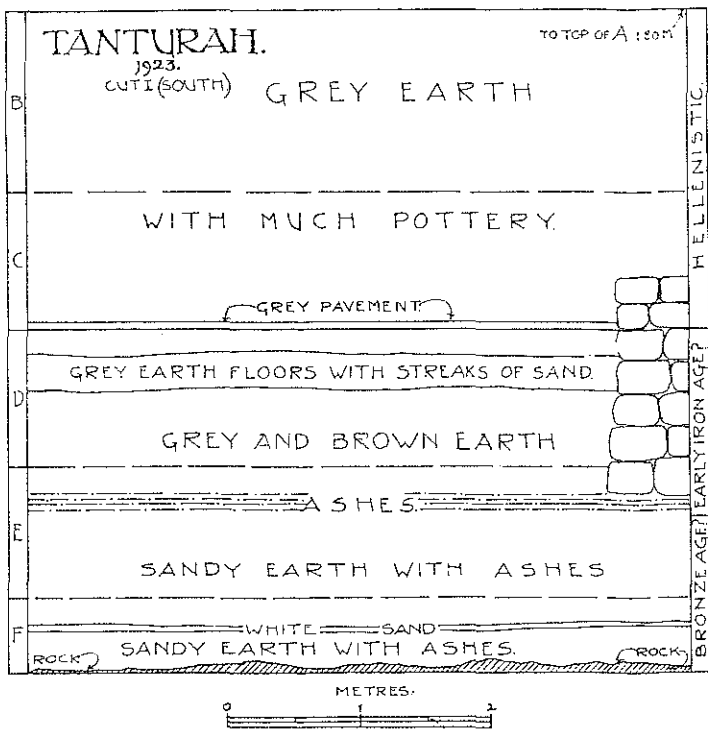 TANTURAH.
1923.
CUT I (SOUTH)
TO TOP OF A 1·80 M
GREY EARTH
B
WITH MUCH POTTERY.
C
HELLENISTIC.
GREY PAVEMENT.
GREY EARTH FLOORS WITH STREAKS OF SAND.
D
GREY AND BROWN EARTH
EARLY IRON AGE?
ASHES.
E
SANDY EARTH WITH ASHES
BRONZE AGE?
WHITE SAND
F
SANDY EARTH WITH ASHES.
ROCK
ROCK
METRES.
0 1 2